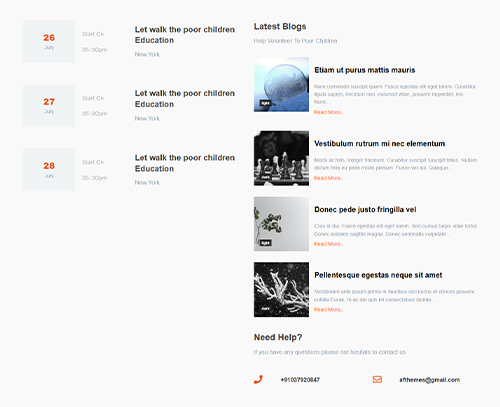 26
July
Start On
05: 00pm
Let walk the poor children
Education
New York
27
July
Start On
05: 00pm
Let walk the poor children
Education
New York
28
July
Start On
05: 00pm
Let walk the poor children
Education
New York
Latest Blogs
Help Volunteer To Poor Children
light
Etiam ut purus mattis mauris
Nam commodo suscipit quam. Fusce egestas elit eget lorem. Curabitur
ligula sapien, tincidunt non, euismod vitae, posuere imperdiet, leo.
Nunc...
Read More..
dark
Vestibulum rutrum mi nec elementum
Morbi ac felis. Integer tincidunt. Curabitur suscipit suscipit tellus. Nullam
dictum felis eu pede mollis pretium. Fusce vel dui. Quisque...
Read More..
light
Donec pede justo fringilla vel
Cras id dui. Fusce egestas elit eget lorem. Sed cursus turpis vitae tortor.
Donec sodales sagittis magna. Donec venenatis vulputate...
Read More..
dark
Pellentesque egestas neque sit amet
Vestibulum ante ipsum primis in faucibus orci luctus et ultrices posuere
cubilia Curae; In ac dui quis mi consectetuer lacinia...
Read More..
Need Help?
if you have any questions please not hesitate to contact us
+91037920847
afthemes@gmail.com